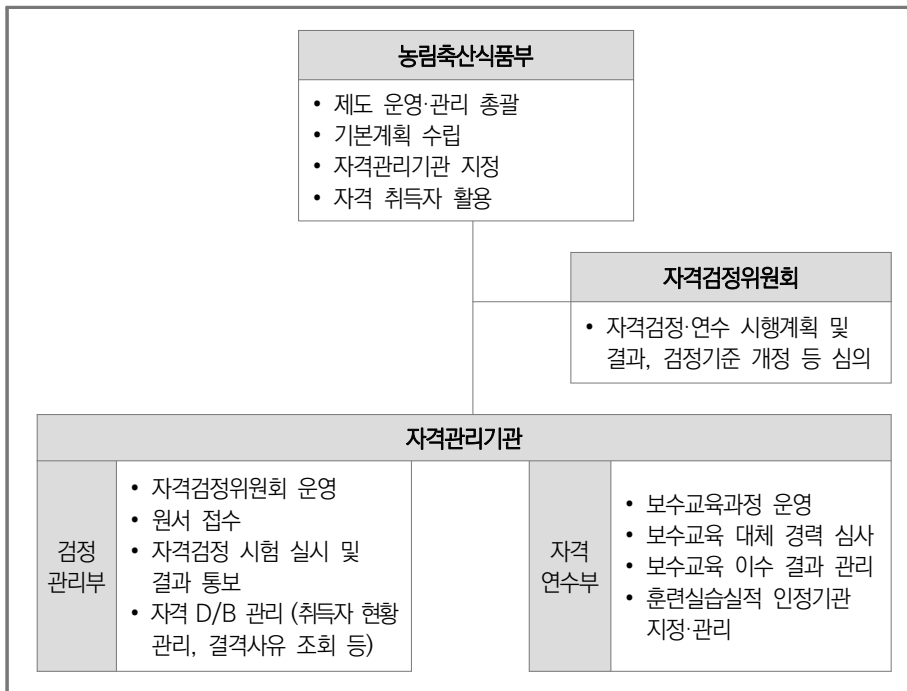 농림축산식품부
• 제도 운영·관리 총괄
• 기본계획 수립
• 자격관리기관 지정
• 자격 취득자 활용
자격검정위원회
• 자격검정·연수 시행계획 및
결과, 검정기준 개정 등 심의
자격관리기관
검정
관리부
• 자격검정위원회 운영
• 원서 접수
• 자격검정 시험 실시 및
결과 통보
• 자격 D/B 관리 (취득자 현황
관리, 결격사유 조회 등)
자격
연수부
• 보수교육과정 운영
• 보수교육 대체 경력 심사
• 보수교육 이수 결과 관리
• 훈련실습실적 인정기관
지정·관리